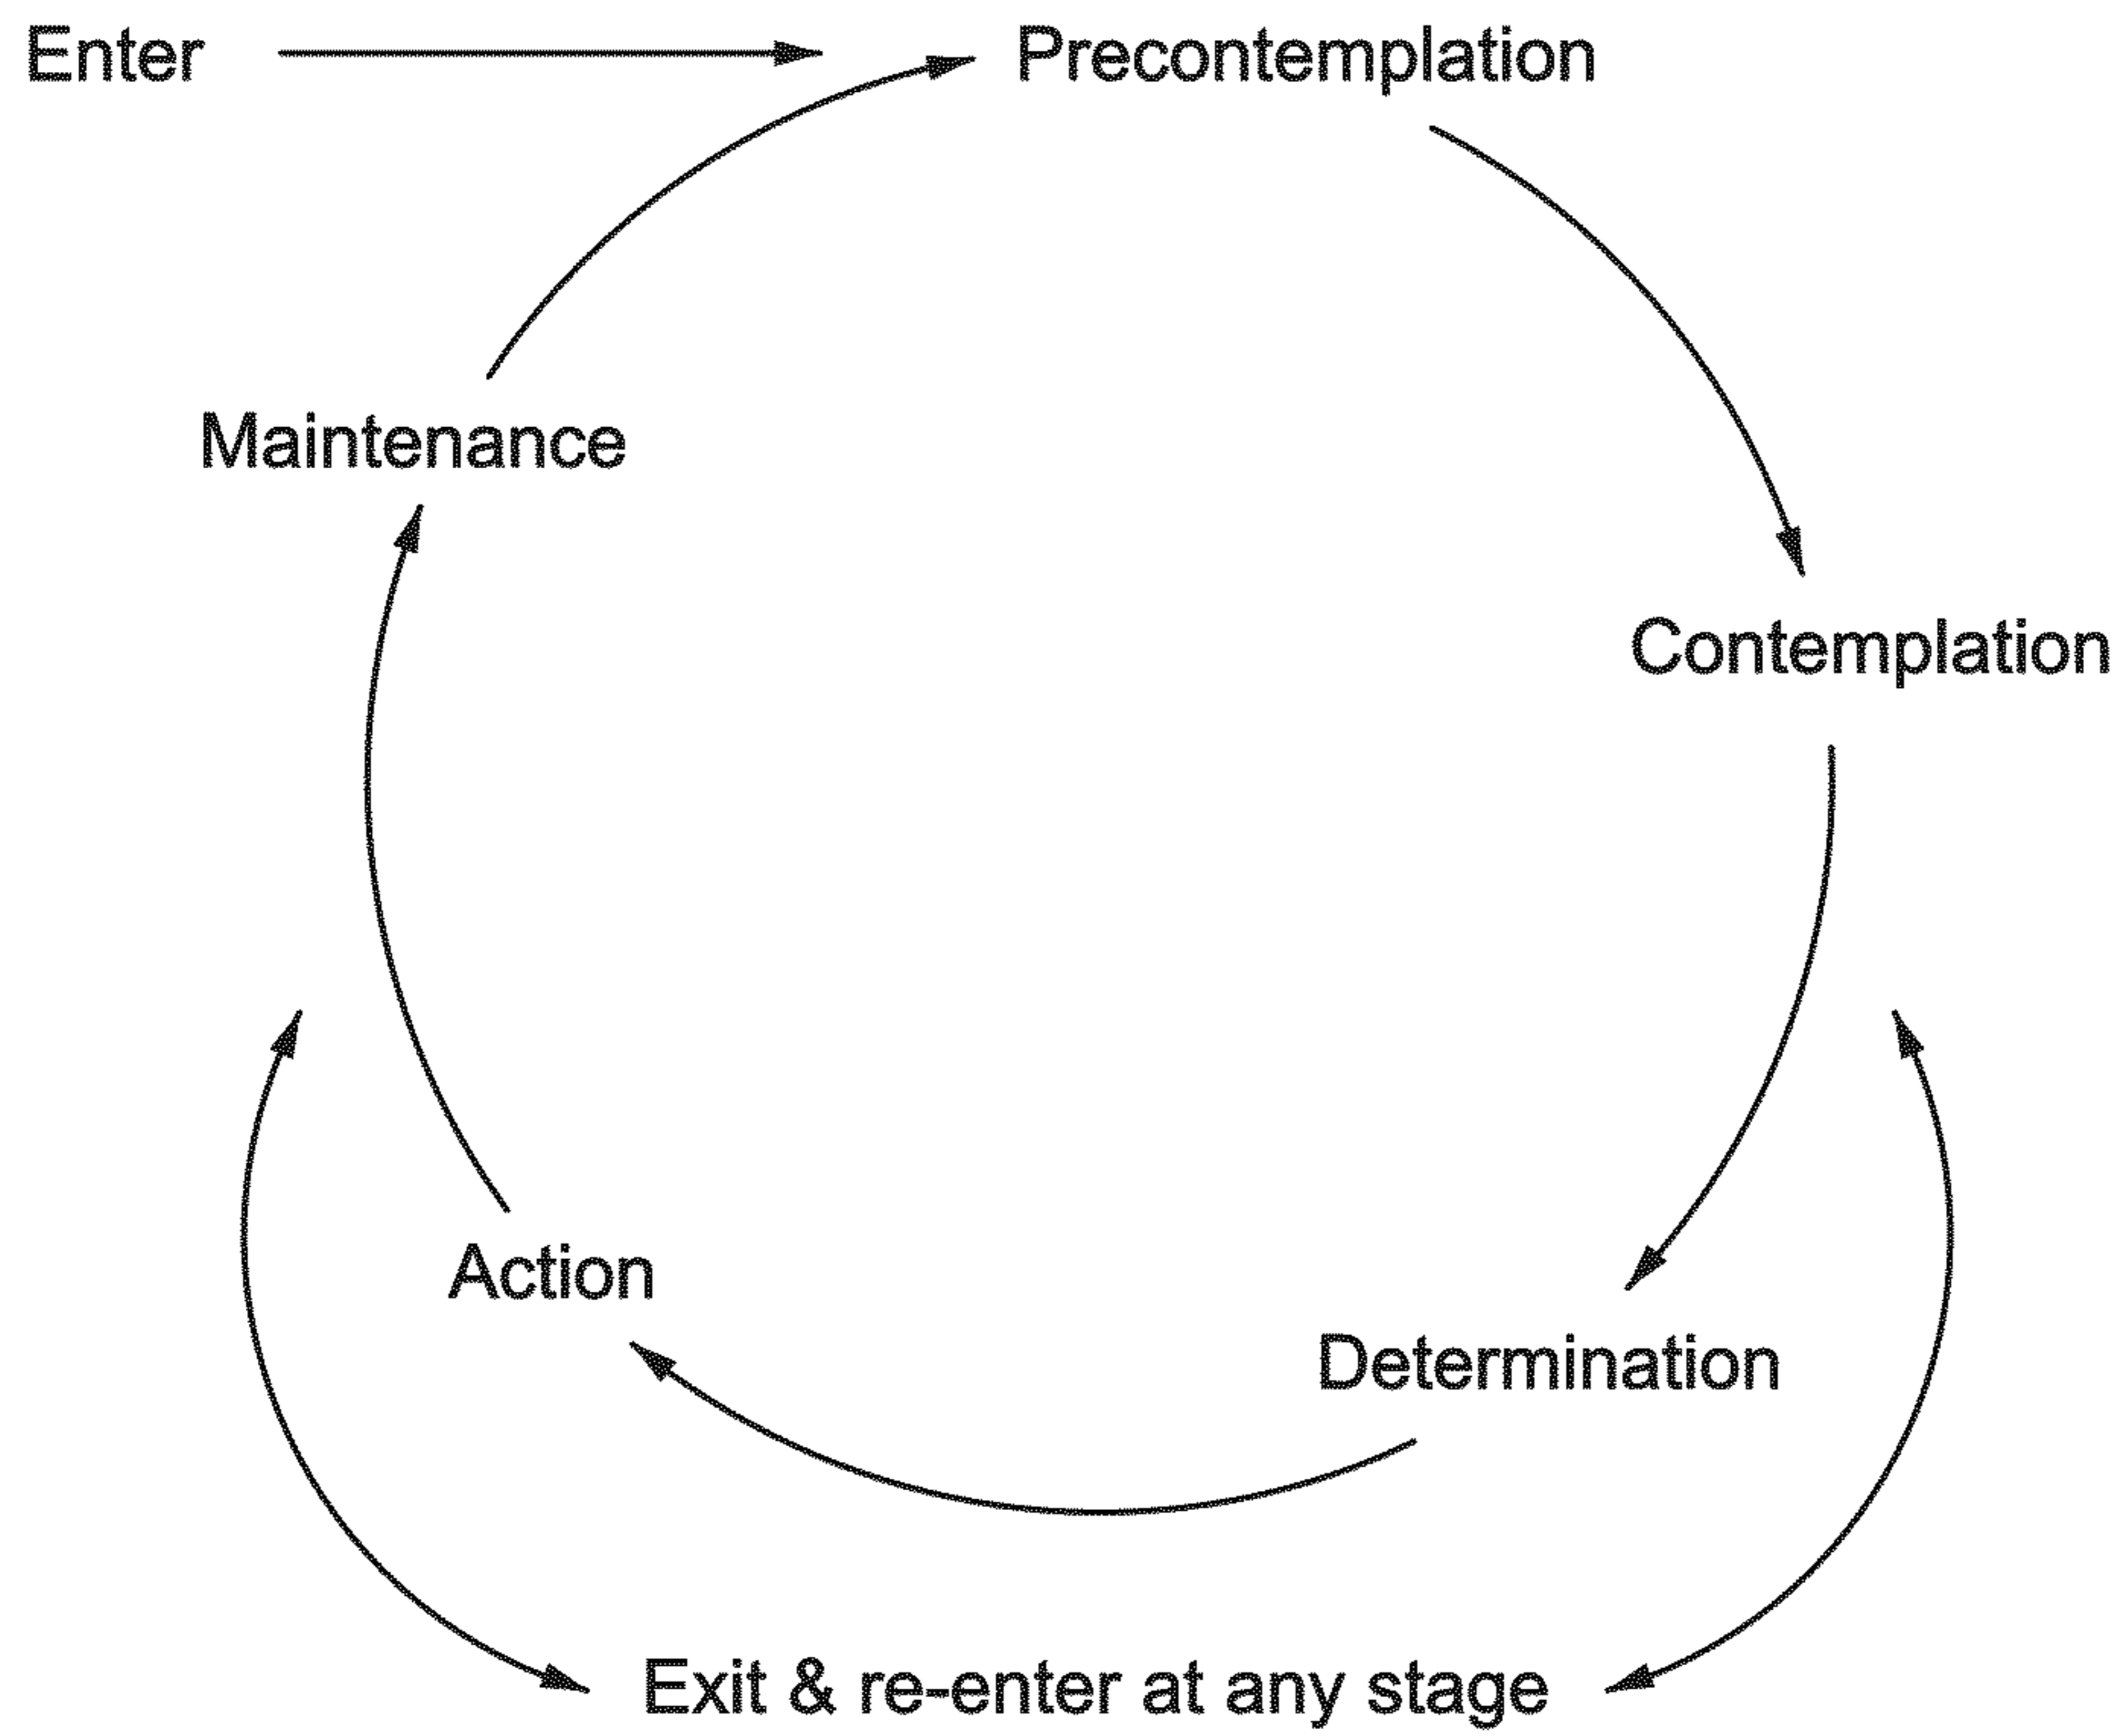 Enter
Precontemplation
Maintenance
Contemplation
Action
Determination
Exit & re-enter at any stage